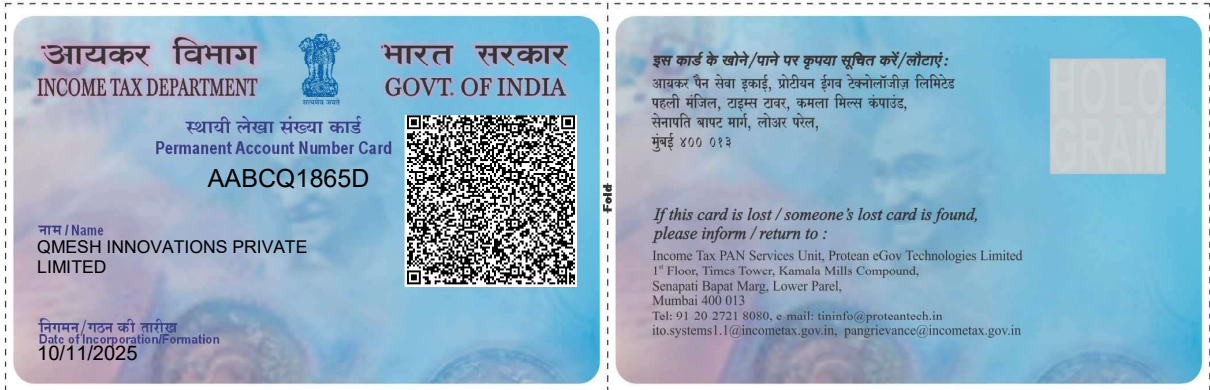 आयकर विभाग
INCOME TAX DEPARTMENT
सत्यमेव जयते
भारत सरकार
GOVT. OF INDIA
स्थायी लेखा संख्या कार्ड
Permanent Account Number Card
AABCQ1865D
नाम / Name
QMESH INNOVATIONS PRIVATE
LIMITED
निगमन/गठन की तारीख
Date of Incorporation/Formation
10/11/2025
Fold
इस कार्ड के खोने/पाने पर कृपया सूचित करें/लौटाएं :
आयकर पैन सेवा इकाई, प्रोटीयन ईगव टेक्नोलॉजीज़ लिमिटेड
पहली मंजिल, टाइम्स टावर, कमला मिल्स कंपाउंड,
सेनापति बापट मार्ग, लोअर परेल,
मुंबई ४०० ०१३
HOLO
GRAM
If this card is lost / someone's lost card is found,
please inform / return to :
Income Tax PAN Services Unit, Protean eGov Technologies Limited
1st Floor, Times Tower, Kamala Mills Compound,
Senapati Bapat Marg, Lower Parel,
Mumbai 400 013
Tel: 91 20 2721 8080, e-mail: tininfo@proteantech.in
ito.systems1.1@incometax.gov.in, pangrievance@incometax.gov.in